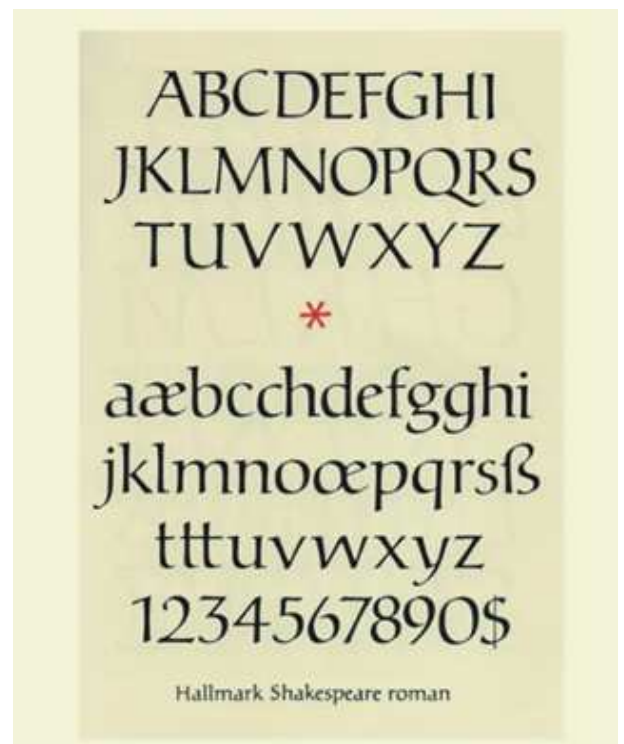 ABCDEFGHI
JKLMNOPQRS
TUVWXYZ
*
aæbcchdefgghi
jklmnoœpqrsß
tttuvwxyz
1234567890$
Hallmark Shakespeare roman